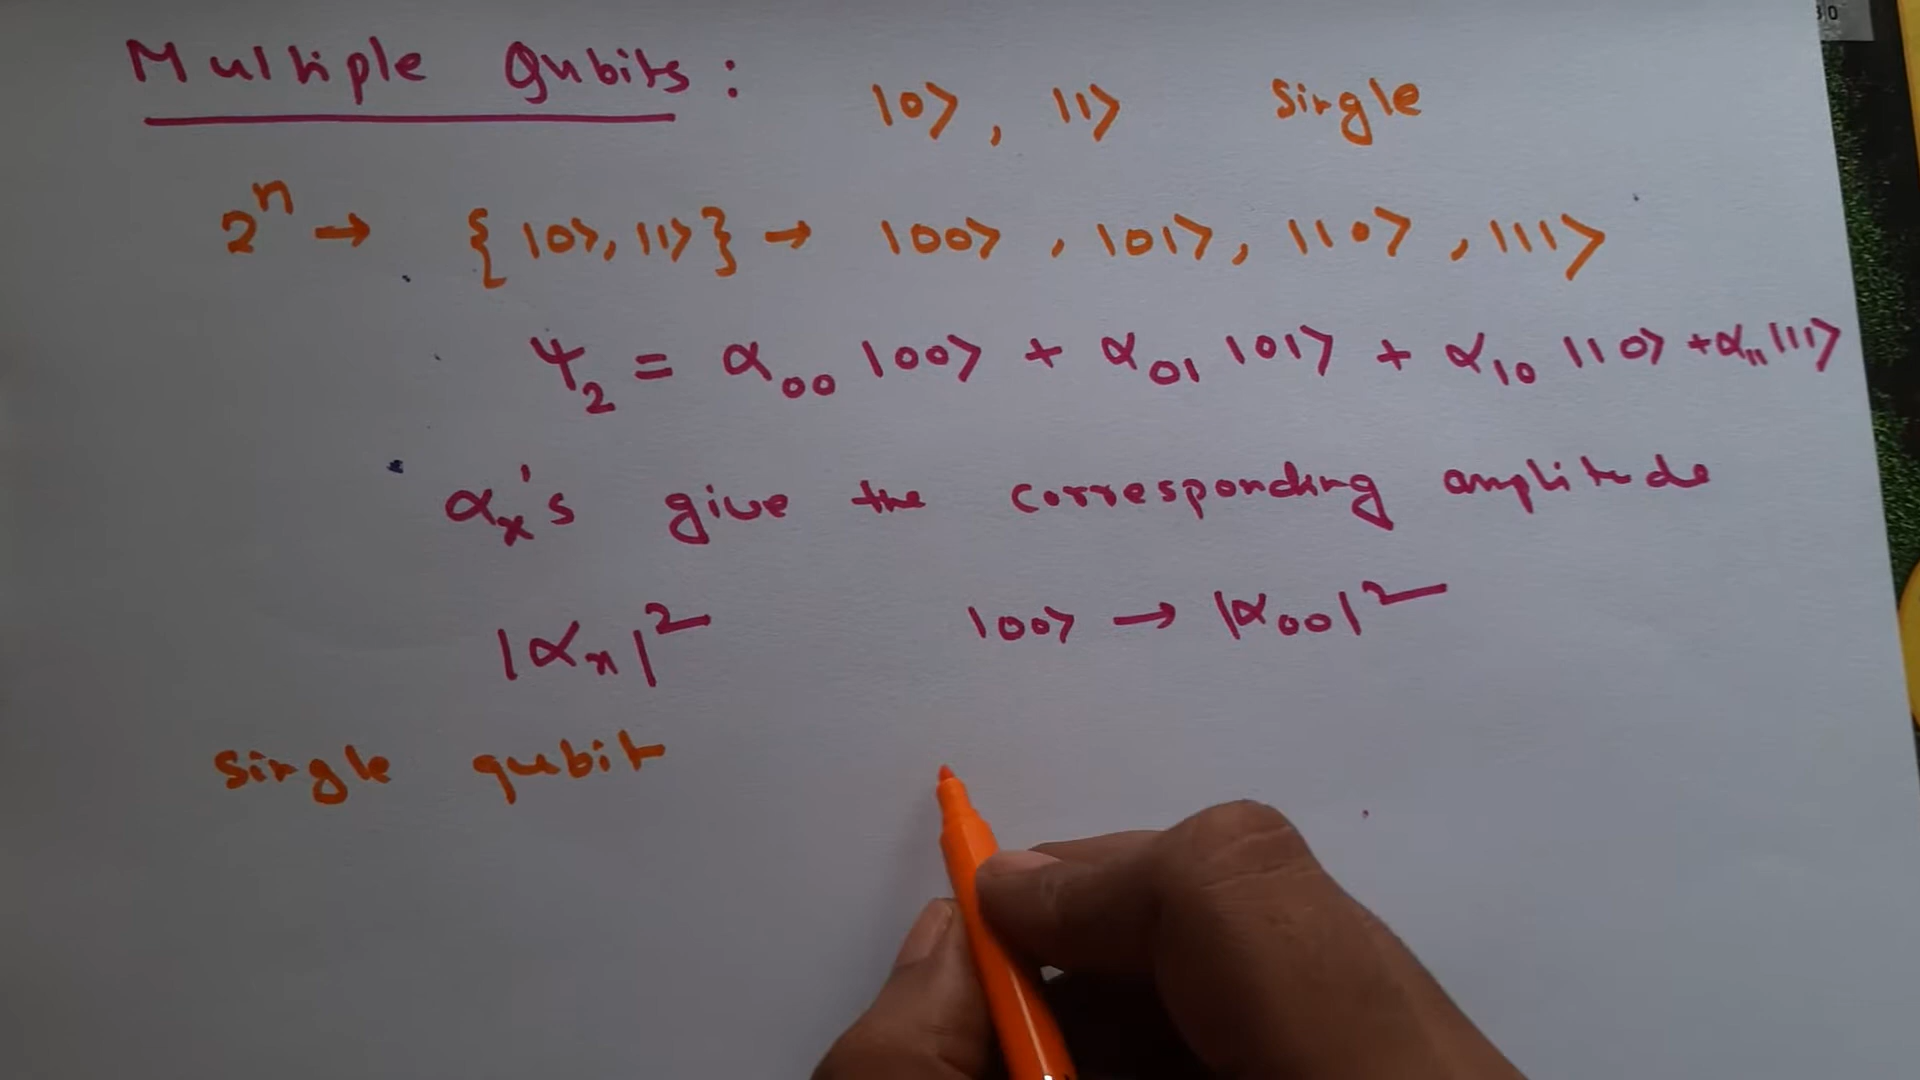 Multiple Qubits :
|0⟩, |1⟩ Single
2ⁿ → {|0⟩, |1⟩} → |00⟩, |01⟩, |10⟩, |11⟩
Ψ₂ = α₀₀ |00⟩ + α₀₁ |01⟩ + α₁₀ |10⟩ + α₁₁ |11⟩
αₓ's give the corresponding amplitude
|αₓ|² |00⟩ → |α₀₀|²
Single qubit